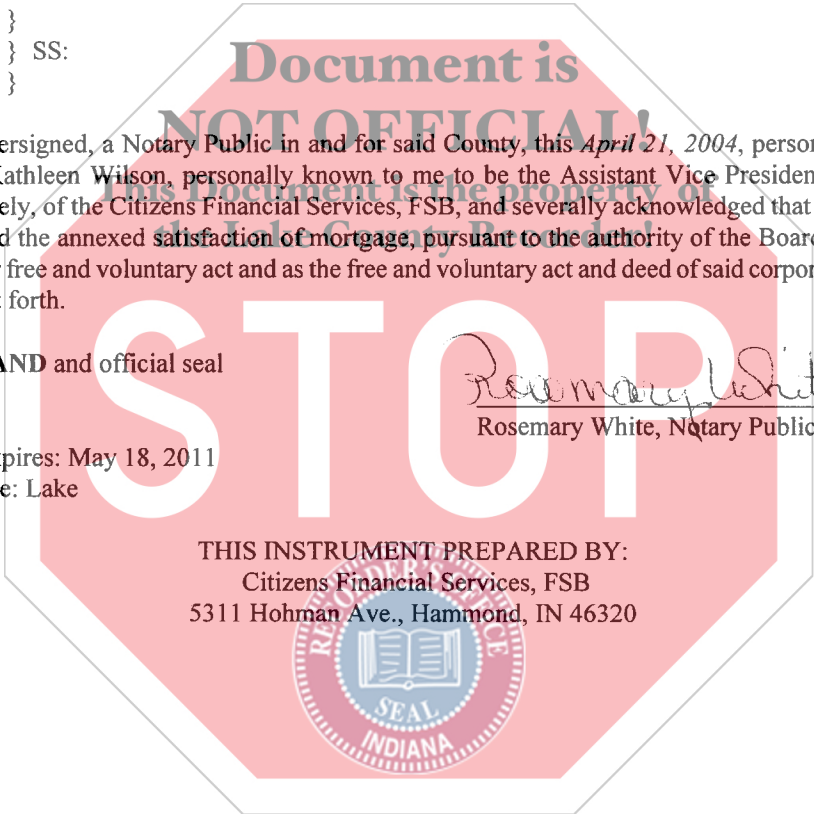 }
} SS:
}
Document is
NOT OFFICIAL!
ersigned, a Notary Public in and for said County, this April 21, 2004, person
Kathleen Wilson, personally known to me to be the Assistant Vice Presiden
This Document is the property of
ely, of the Citizens Financial Services, FSB, and severally acknowledged that
the Lake County Recorder!
d the annexed satisfaction of mortgage, pursuant to the authority of the Board
free and voluntary act and as the free and voluntary act and deed of said corpor
t forth.
STOP
AND and official seal
Rosemary Whit
Rosemary White, Notary Public
pires: May 18, 2011
e: Lake
THIS INSTRUMENT PREPARED BY:
Citizens Financial Services, FSB
5311 Hohman Ave., Hammond, IN 46320
RECORDER'S OFFICE
SEAL
INDIANA